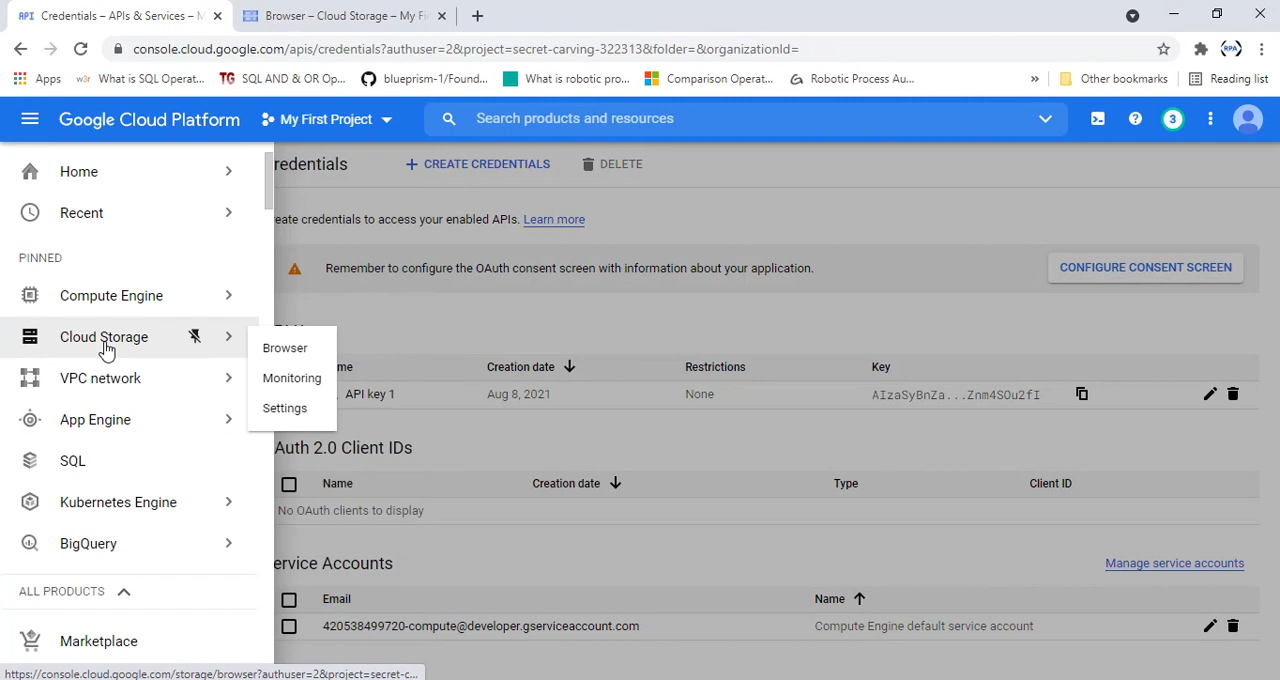 API Credentials – APIs & Services – M
Browser – Cloud Storage – My Fi
console.cloud.google.com/apis/credentials?authuser=2&project=secret-carving-322313&folder=&organizationId=
RPA
Apps
w3r What is SQL Operat...
TG SQL AND & OR Op...
blueprism-1/Found...
What is robotic pro...
Comparison Operat...
Robotic Process Au...
»
Other bookmarks
Reading list
Google Cloud Platform
My First Project
Search products and resources
3
Home
Recent
PINNED
Compute Engine
Cloud Storage
VPC network
App Engine
SQL
Kubernetes Engine
BigQuery
ALL PRODUCTS
Marketplace
https://console.cloud.google.com/storage/browser?authuser=2&project=secret-c...
Browser
Monitoring
Settings
redentials
+ CREATE CREDENTIALS
DELETE
eate credentials to access your enabled APIs. Learn more
Remember to configure the OAuth consent screen with information about your application.
CONFIGURE CONSENT SCREEN
me Creation date Restrictions Key
API key 1 Aug 8, 2021 None AIzaSyBnZa...Znm4SOu2fI
Auth 2.0 Client IDs
Name Creation date Type Client ID
No OAuth clients to display
ervice Accounts
Manage service accounts
Email Name
420538499720-compute@developer.gserviceaccount.com Compute Engine default service account